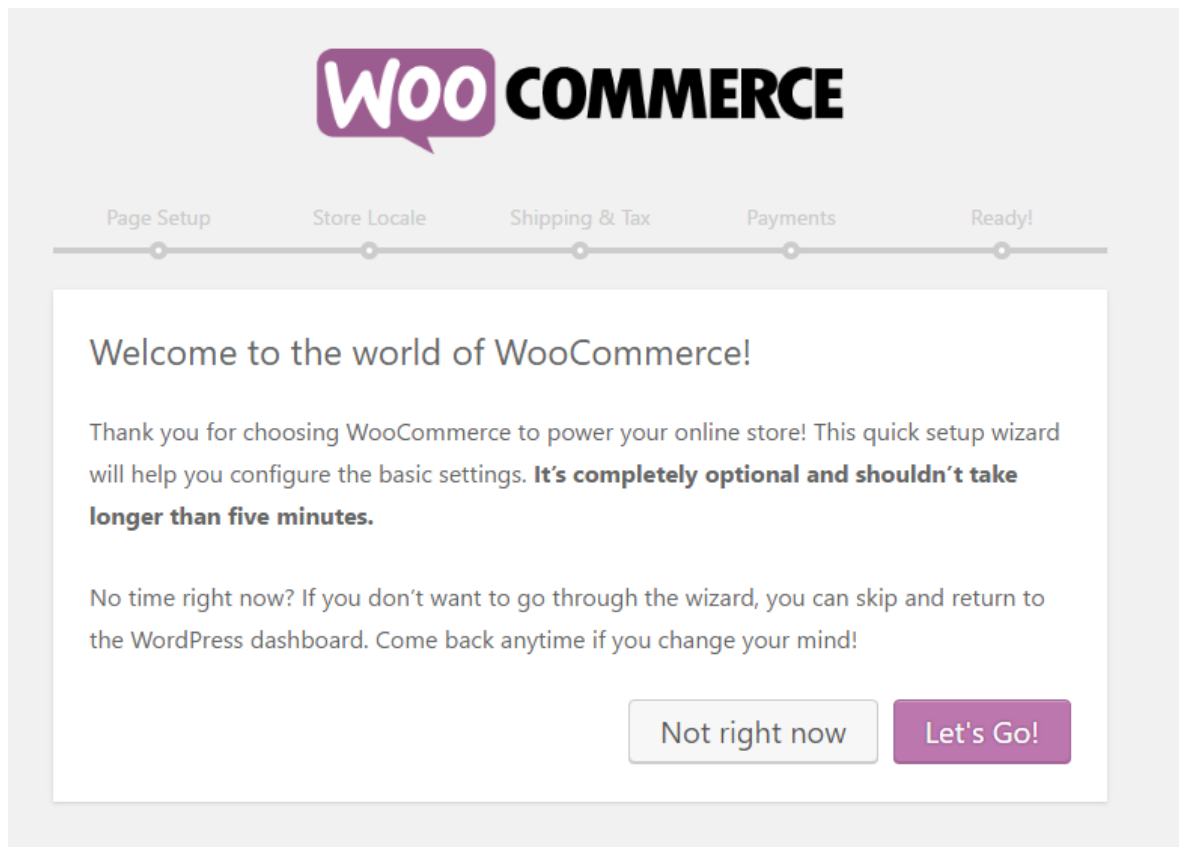 Woo COMMERCE
Page Setup Store Locale Shipping & Tax Payments Ready!
Welcome to the world of WooCommerce!
Thank you for choosing WooCommerce to power your online store! This quick setup wizard
will help you configure the basic settings. It’s completely optional and shouldn’t take
longer than five minutes.
No time right now? If you don’t want to go through the wizard, you can skip and return to
the WordPress dashboard. Come back anytime if you change your mind!
Not right now Let's Go!